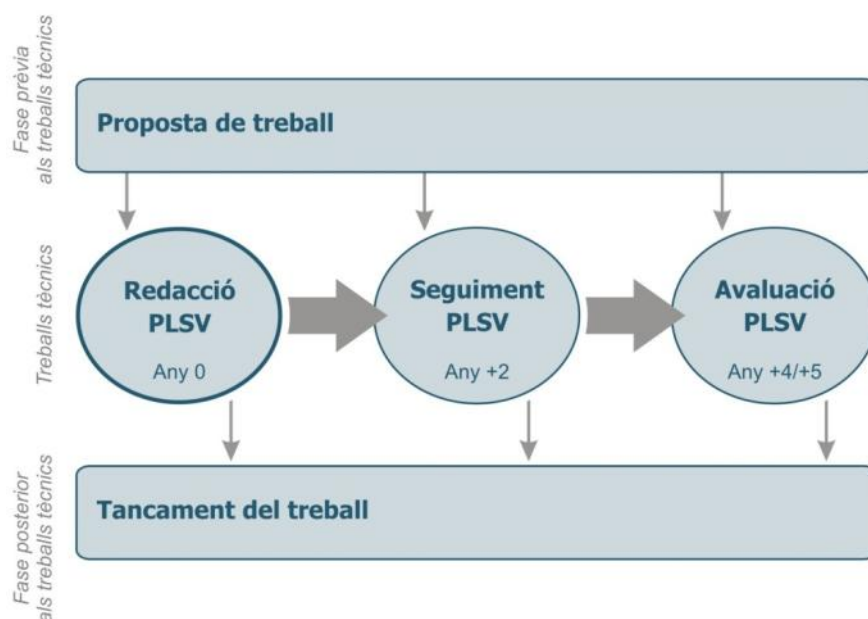 Fase prèvia
als treballs tècnics
Proposta de treball
Treballs tècnics
Redacció
PLSV
Any 0
Seguiment
PLSV
Any +2
Avaluació
PLSV
Any +4/+5
Fase posterior
als treballs tècnics
Tancament del treball